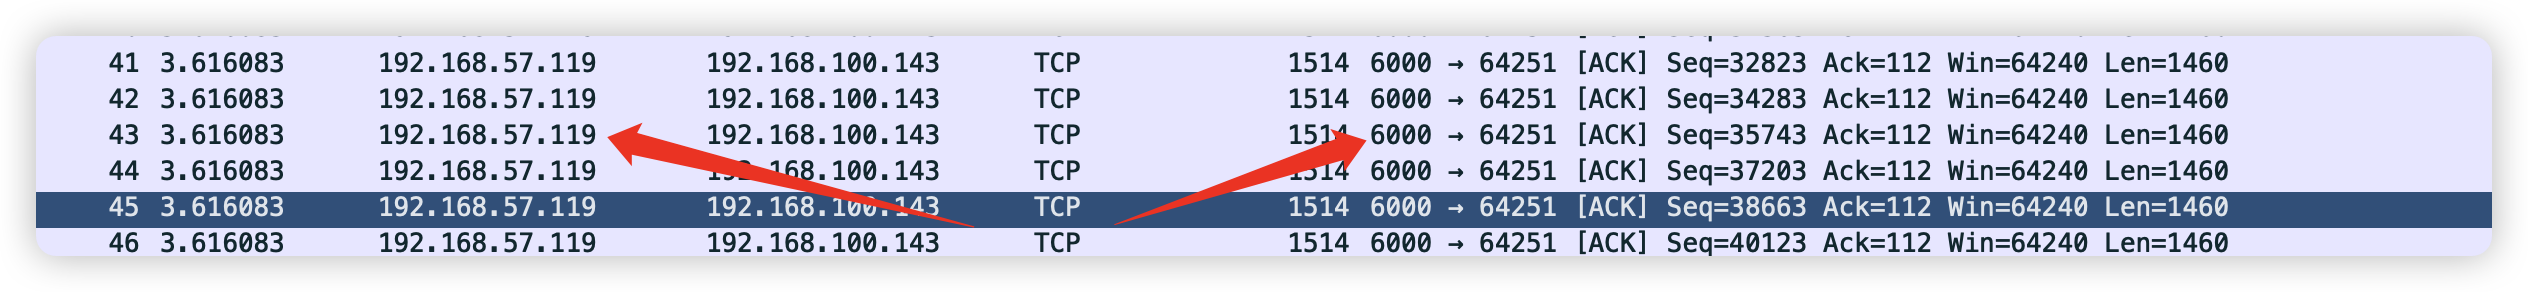 41 3.616083 192.168.57.119 192.168.100.143 TCP 1514 6000 → 64251 [ACK] Seq=32823 Ack=112 Win=64240 Len=1460
42 3.616083 192.168.57.119 192.168.100.143 TCP 1514 6000 → 64251 [ACK] Seq=34283 Ack=112 Win=64240 Len=1460
43 3.616083 192.168.57.119 192.168.100.143 TCP 1514 6000 → 64251 [ACK] Seq=35743 Ack=112 Win=64240 Len=1460
44 3.616083 192.168.57.119 192.168.100.143 TCP 1514 6000 → 64251 [ACK] Seq=37203 Ack=112 Win=64240 Len=1460
45 3.616083 192.168.57.119 192.168.100.143 TCP 1514 6000 → 64251 [ACK] Seq=38663 Ack=112 Win=64240 Len=1460
46 3.616083 192.168.57.119 192.168.100.143 TCP 1514 6000 → 64251 [ACK] Seq=40123 Ack=112 Win=64240 Len=1460